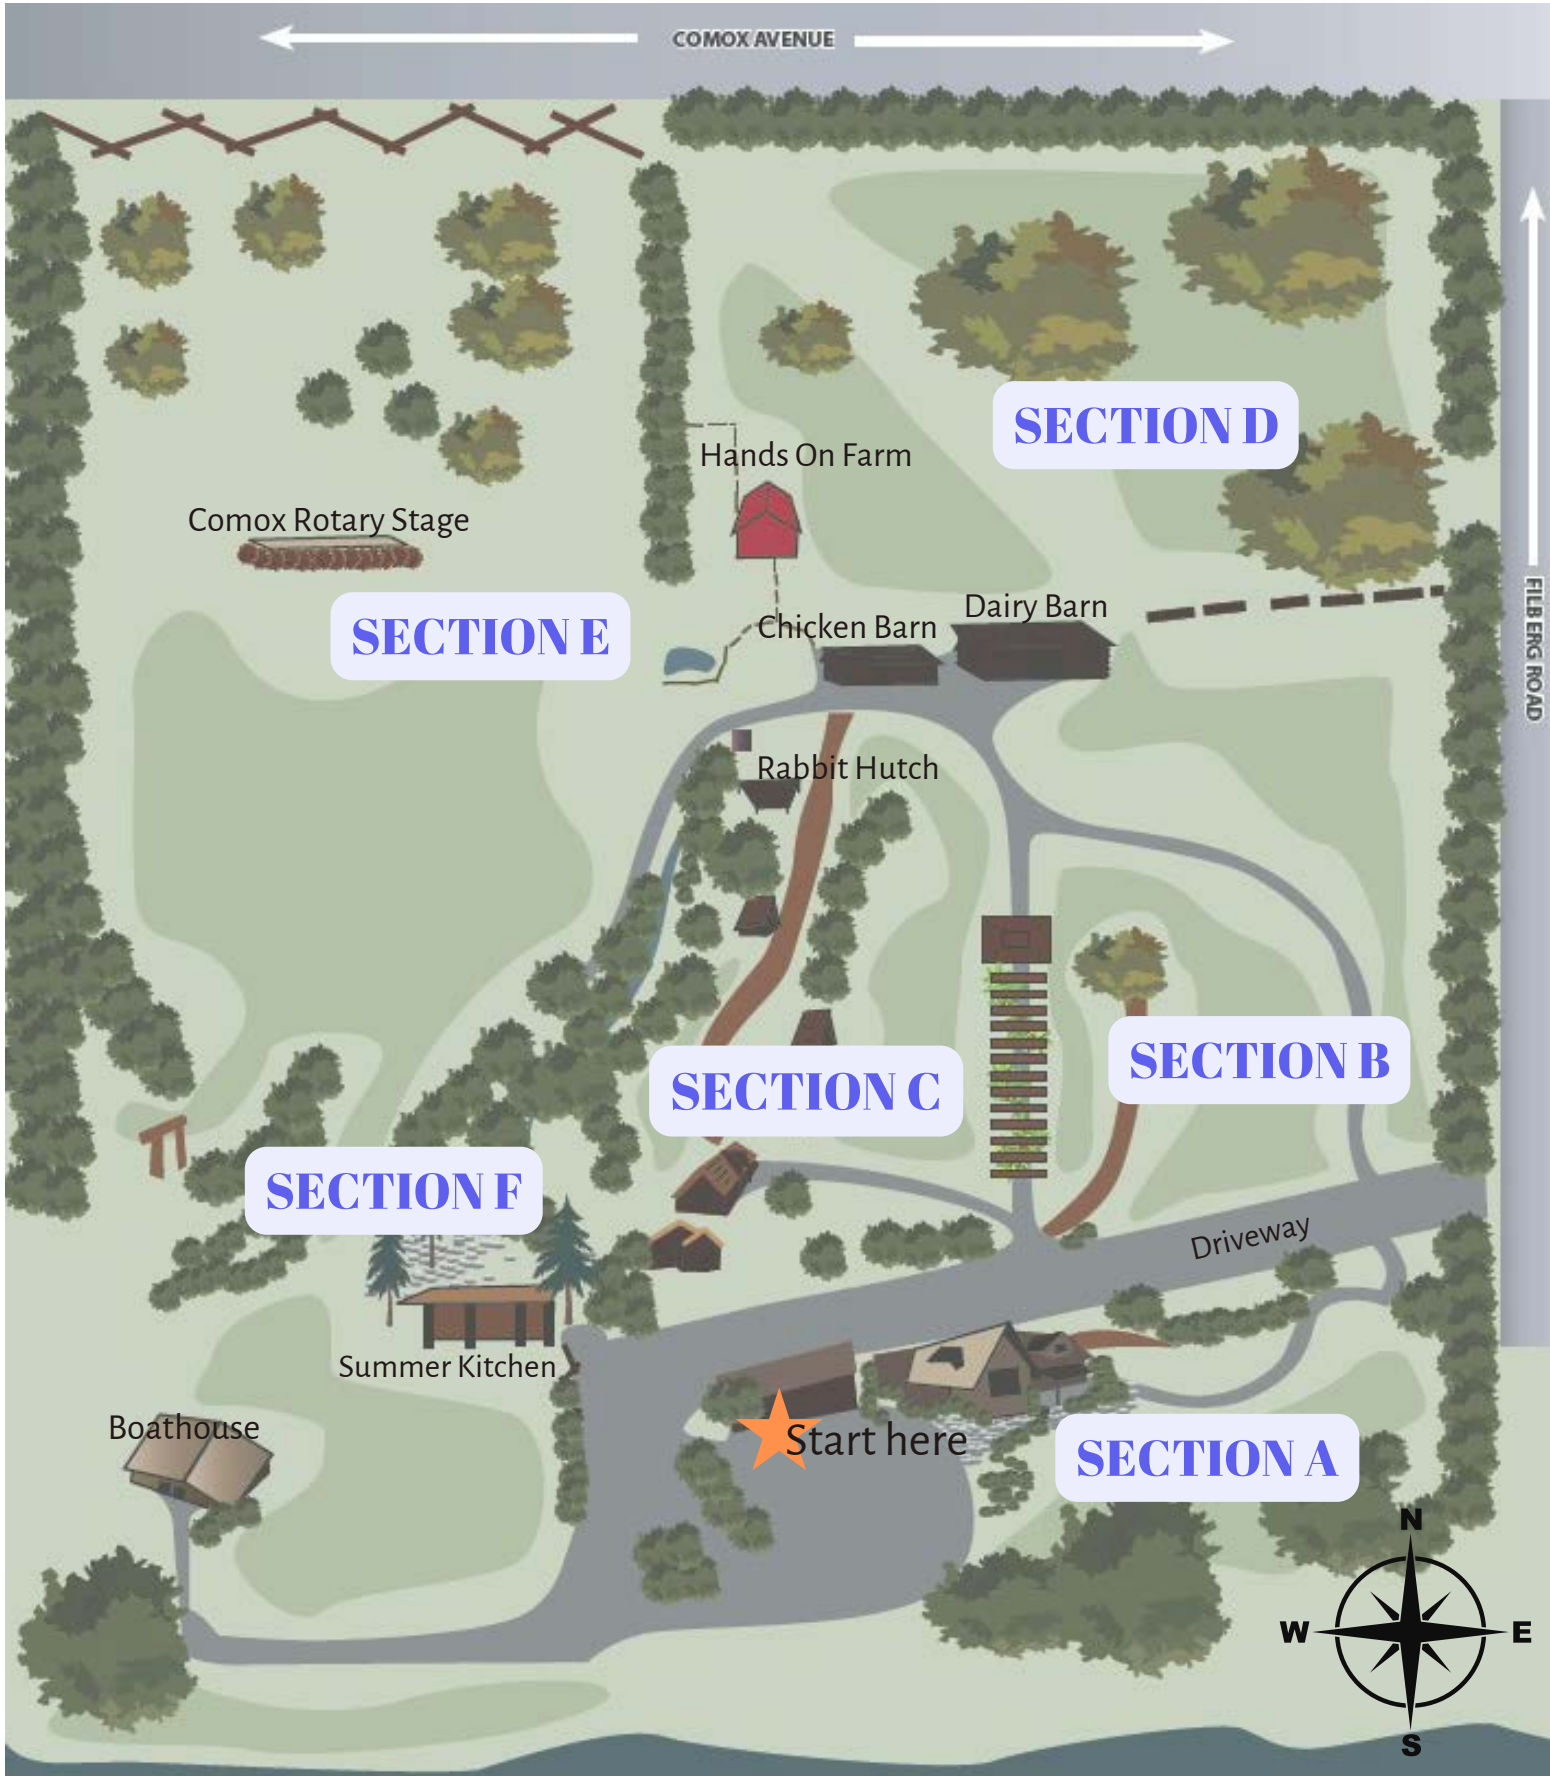 COMOX AVENUE
SECTION D
Hands On Farm
Comox Rotary Stage
FILBERG ROAD
Dairy Barn
Chicken Barn
SECTION E
Rabbit Hutch
SECTION B
SECTION C
SECTION F
Driveway
Summer Kitchen
Boathouse
Start here
SECTION A
N
W
E
S